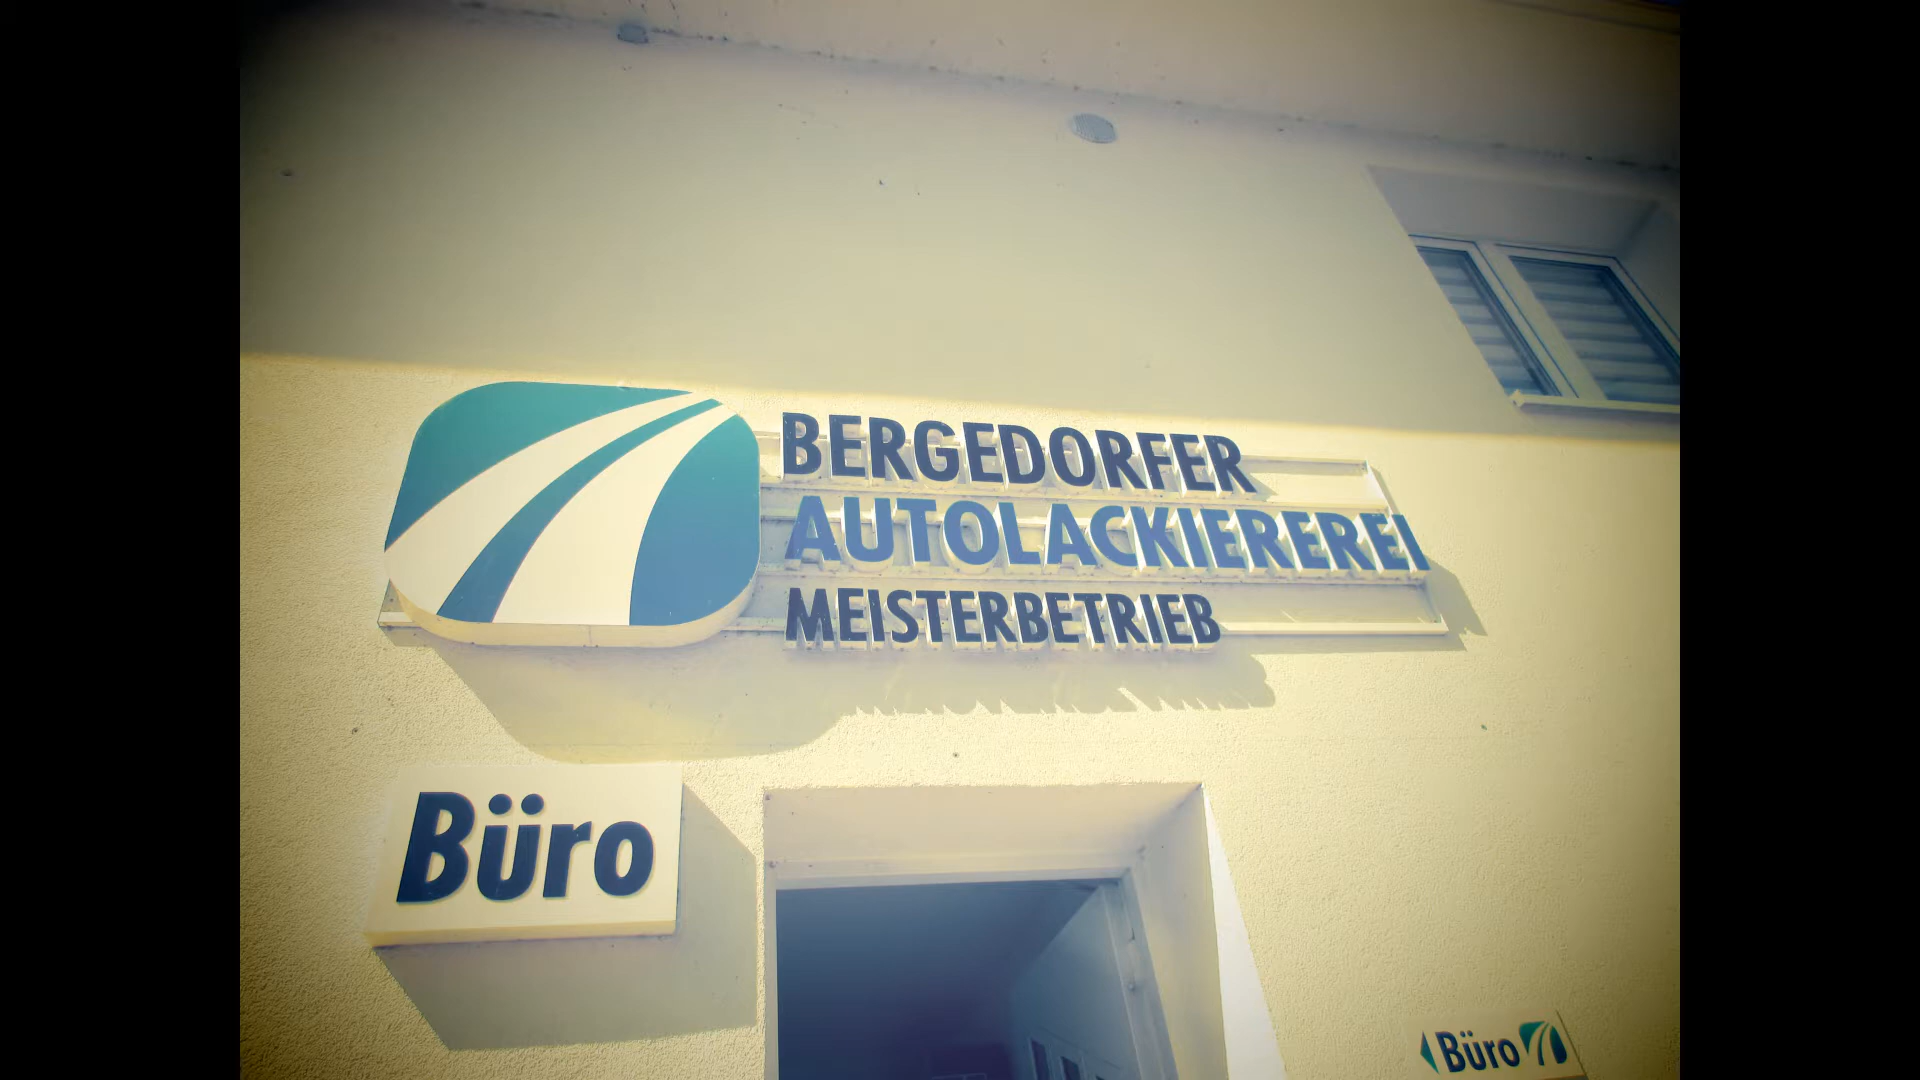 BERGEDORFER
AUTOLACKIEREREI
MEISTERBETRIEB
Büro
Büro